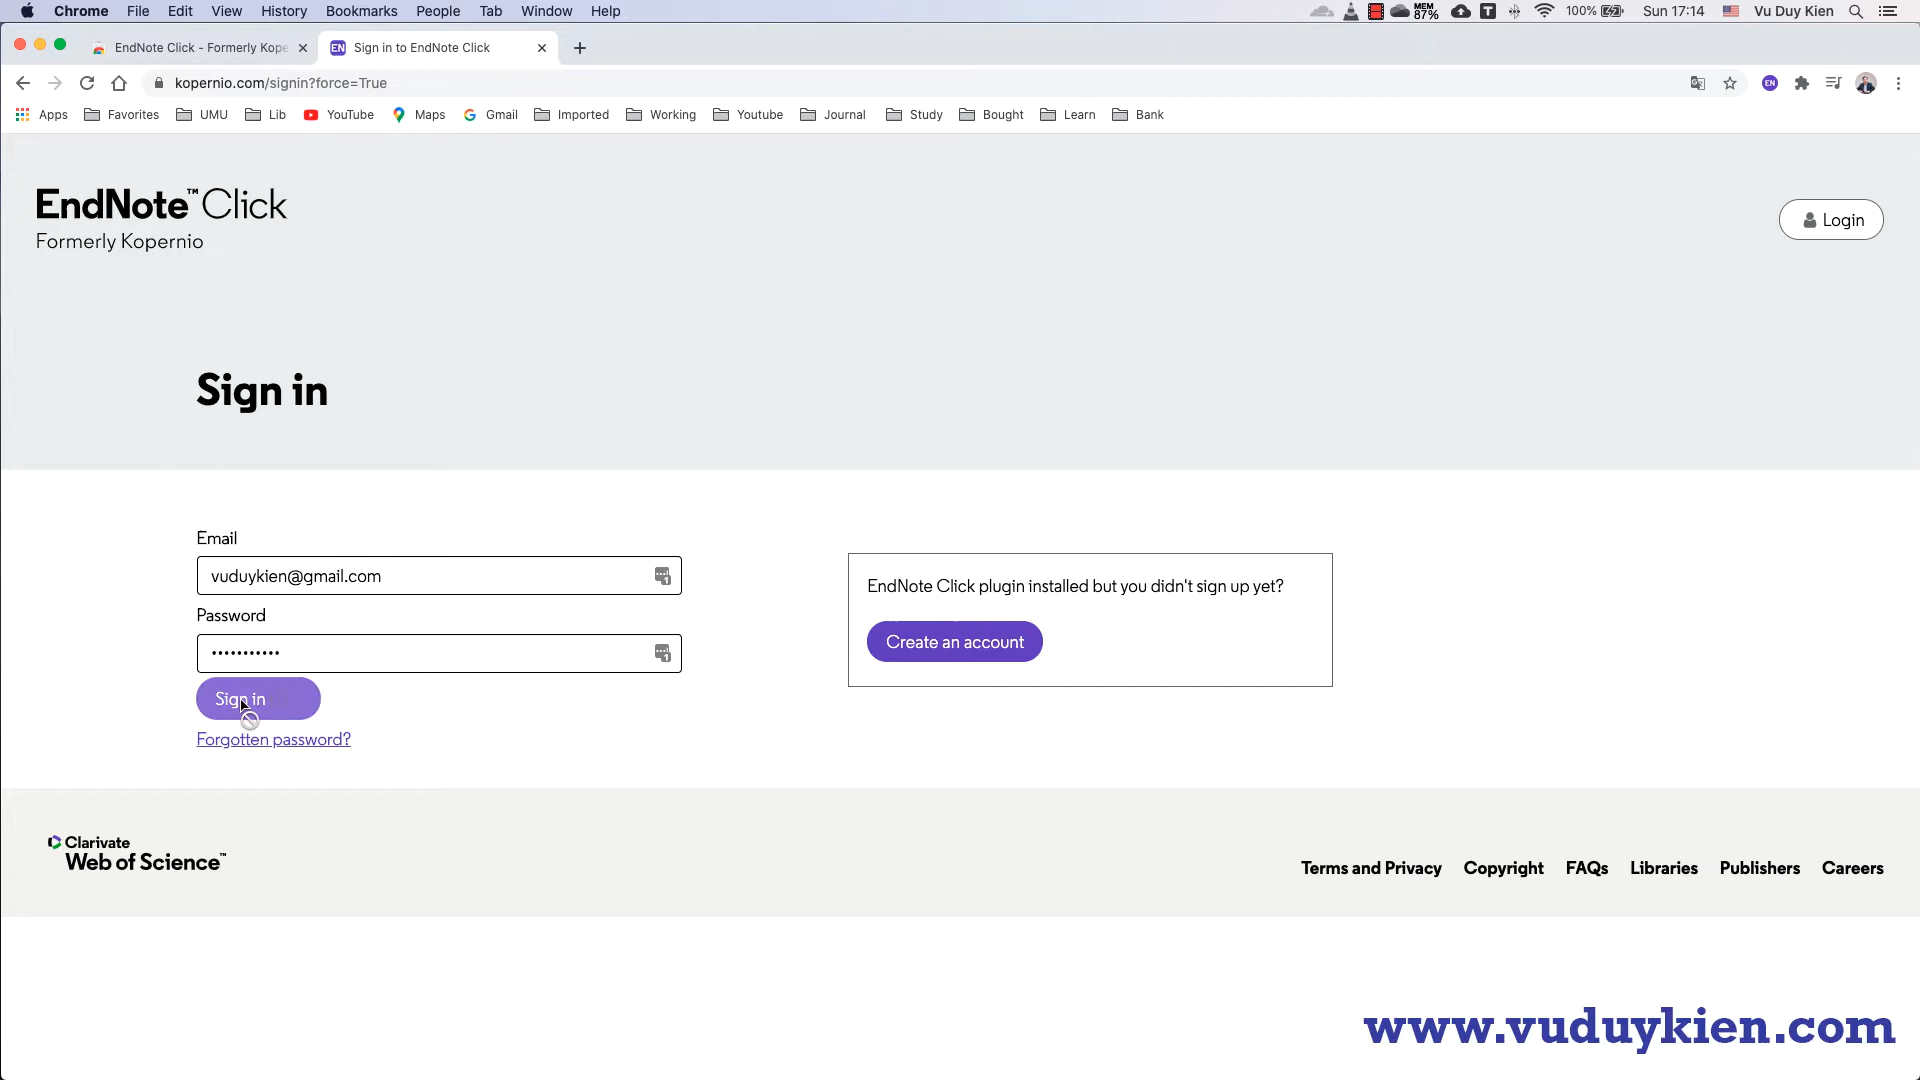 Chrome File Edit View History Bookmarks People Tab Window Help MEM 87% T 100% Sun 17:14 Vu Duy Kien
EndNote Click - Formerly Kope EN Sign in to EndNote Click
kopernio.com/signin?force=True EN
Apps Favorites UMU Lib YouTube Maps Gmail Imported Working Youtube Journal Study Bought Learn Bank
EndNote™ Click
Formerly Kopernio
Login
Sign in
Email
vuduykien@gmail.com
Password
•••••••••••
Sign in
Forgotten password?
EndNote Click plugin installed but you didn't sign up yet?
Create an account
Clarivate
Web of Science™
Terms and Privacy Copyright FAQs Libraries Publishers Careers
www.vuduykien.com